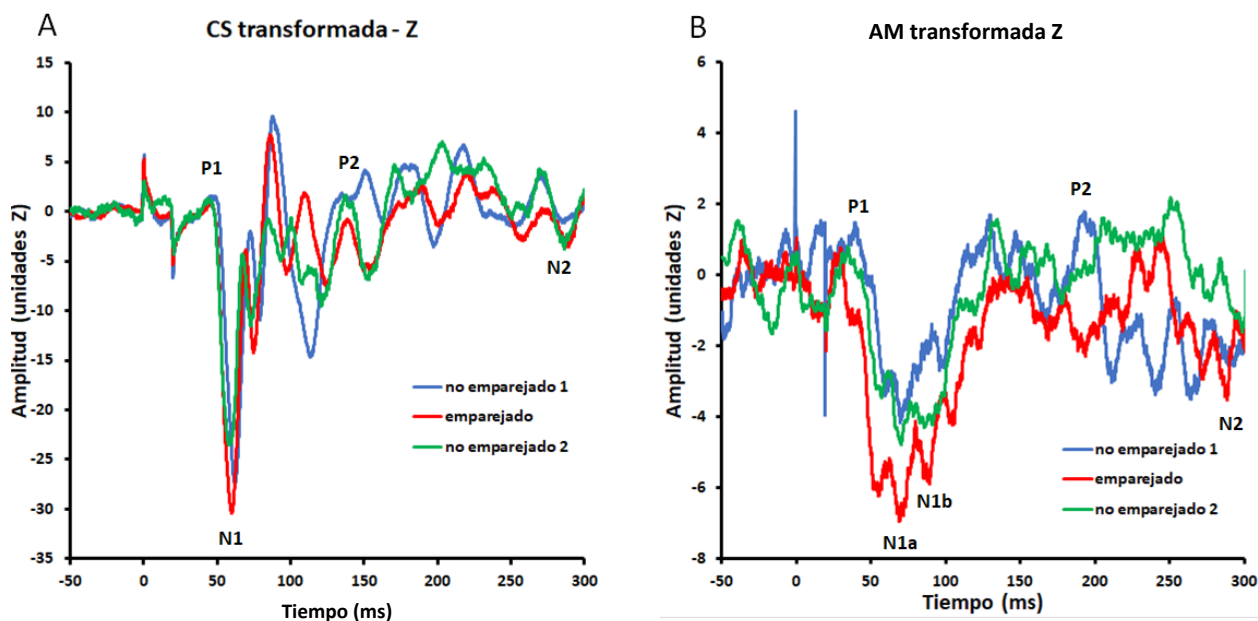 A
CS transformada - Z
15
10
5
0
-5
-10
-15
-20
-25
-30
-35
Amplitud (unidades Z)
P1
P2
N2
N1
no emparejado 1
emparejado
no emparejado 2
-50 0 50 100 150 200 250 300
Tiempo (ms)
B
AM transformada Z
6
4
2
0
-2
-4
-6
-8
Amplitud (unidades Z)
P1
P2
N2
N1b
N1a
no emparejado 1
emparejado
no emparejado 2
-50 0 50 100 150 200 250 300
Tiempo (ms)